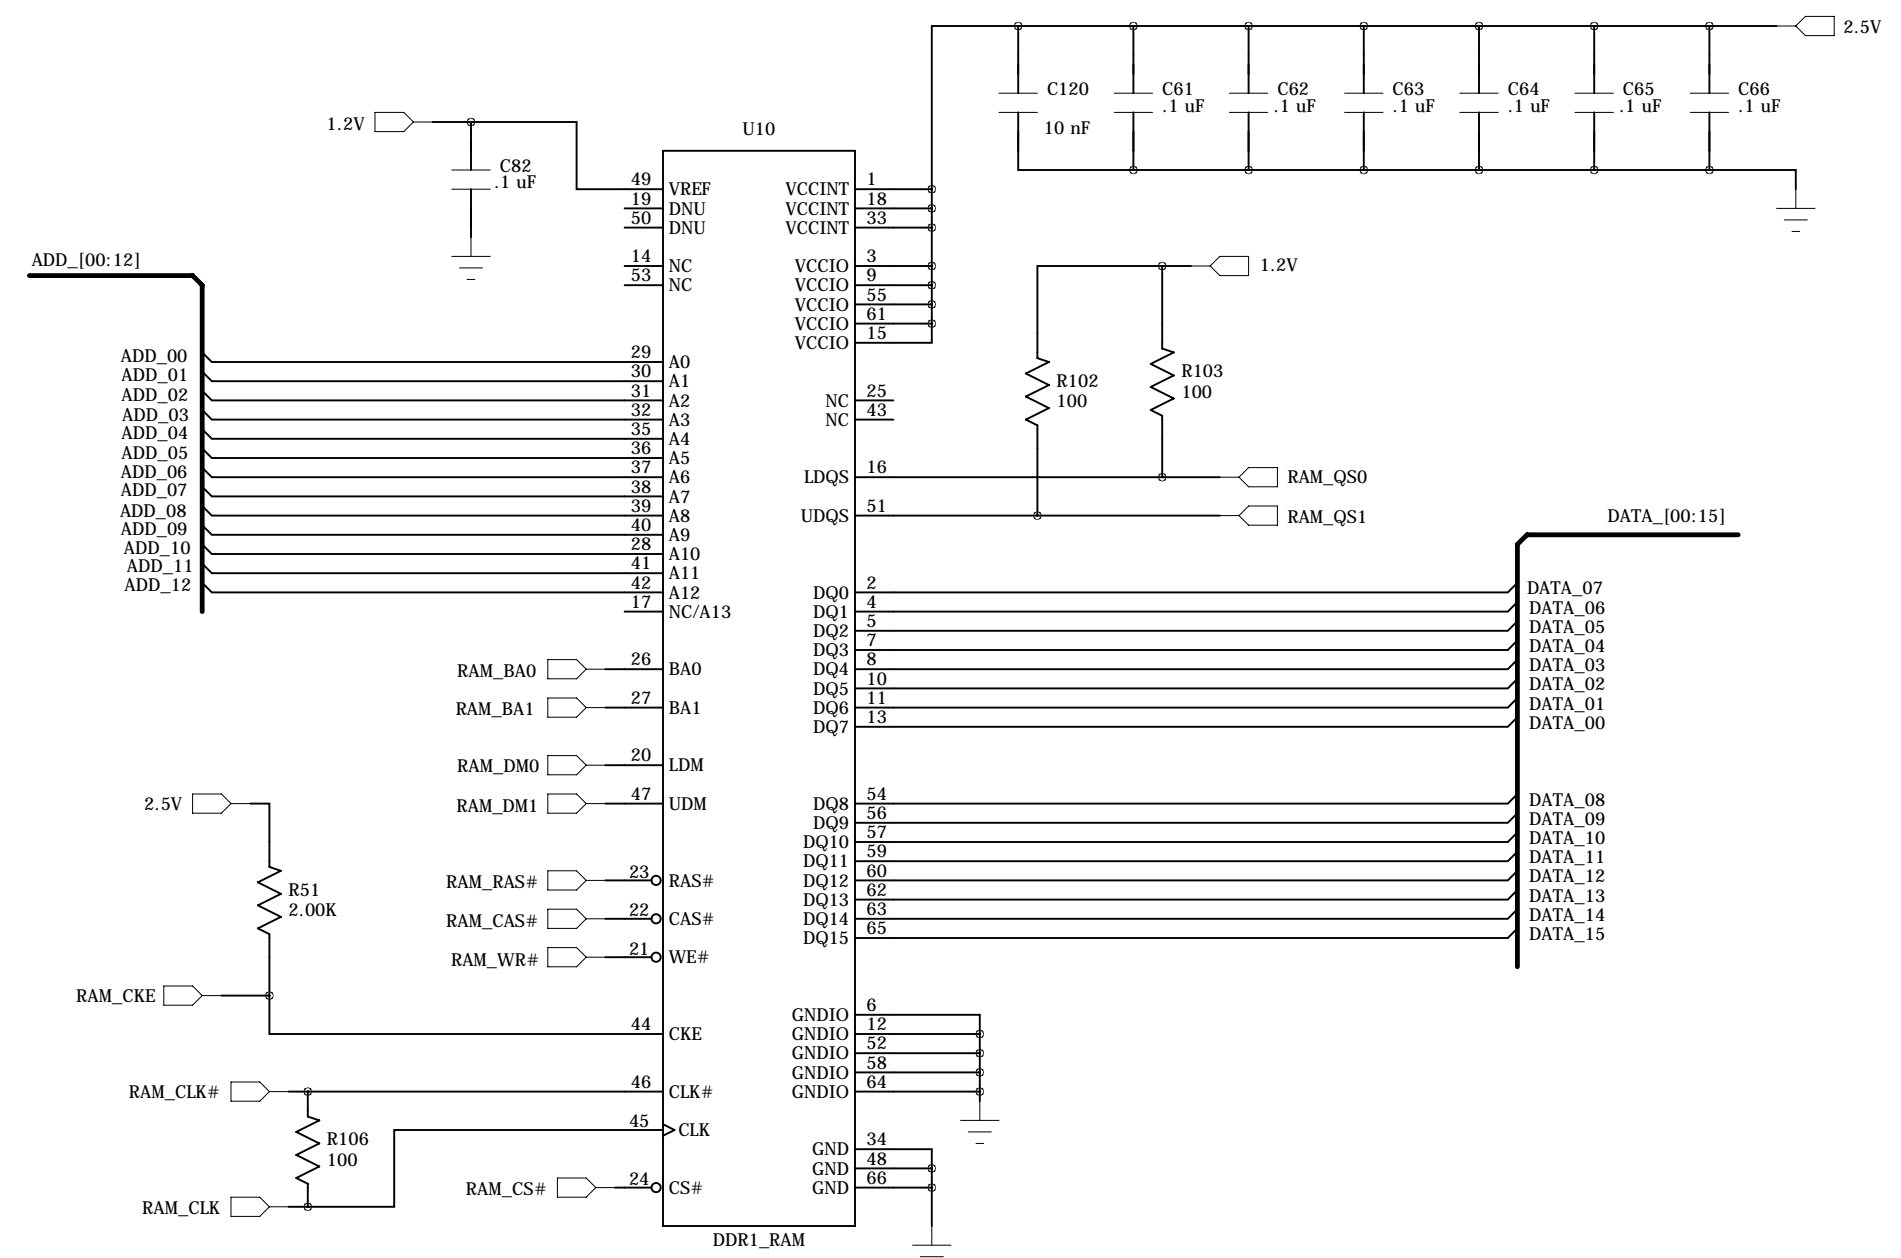 2.5V
C120
10 nF
C61
.1 uF
C62
.1 uF
C63
.1 uF
C64
.1 uF
C65
.1 uF
C66
.1 uF
1.2V
C82
.1 uF
U10
49 VREF
19 DNU
50 DNU
14 NC
53 NC
VCCINT 1
VCCINT 18
VCCINT 33
VCCIO 3
VCCIO 9
VCCIO 55
VCCIO 61
VCCIO 15
1.2V
R102
100
R103
100
NC 25
NC 43
LDQS 16 RAM_QS0
UDQS 51 RAM_QS1
ADD_[00:12]
ADD_00 29 A0
ADD_01 30 A1
ADD_02 31 A2
ADD_03 32 A3
ADD_04 35 A4
ADD_05 36 A5
ADD_06 37 A6
ADD_07 38 A7
ADD_08 39 A8
ADD_09 40 A9
ADD_10 28 A10
ADD_11 41 A11
ADD_12 42 A12
17 NC/A13
DATA_[00:15]
DQ0 2 DATA_07
DQ1 4 DATA_06
DQ2 5 DATA_05
DQ3 7 DATA_04
DQ4 8 DATA_03
DQ5 10 DATA_02
DQ6 11 DATA_01
DQ7 13 DATA_00
DQ8 54 DATA_08
DQ9 56 DATA_09
DQ10 57 DATA_10
DQ11 59 DATA_11
DQ12 60 DATA_12
DQ13 62 DATA_13
DQ14 63 DATA_14
DQ15 65 DATA_15
RAM_BA0 26 BA0
RAM_BA1 27 BA1
RAM_DM0 20 LDM
RAM_DM1 47 UDM
2.5V
R51
2.00K
RAM_RAS# 23 RAS#
RAM_CAS# 22 CAS#
RAM_WR# 21 WE#
RAM_CKE 44 CKE
RAM_CLK# 46 CLK#
R106
100
45 CLK
RAM_CLK
RAM_CS# 24 CS#
GNDIO 6
GNDIO 12
GNDIO 52
GNDIO 58
GNDIO 64
GND 34
GND 48
GND 66
DDR1_RAM